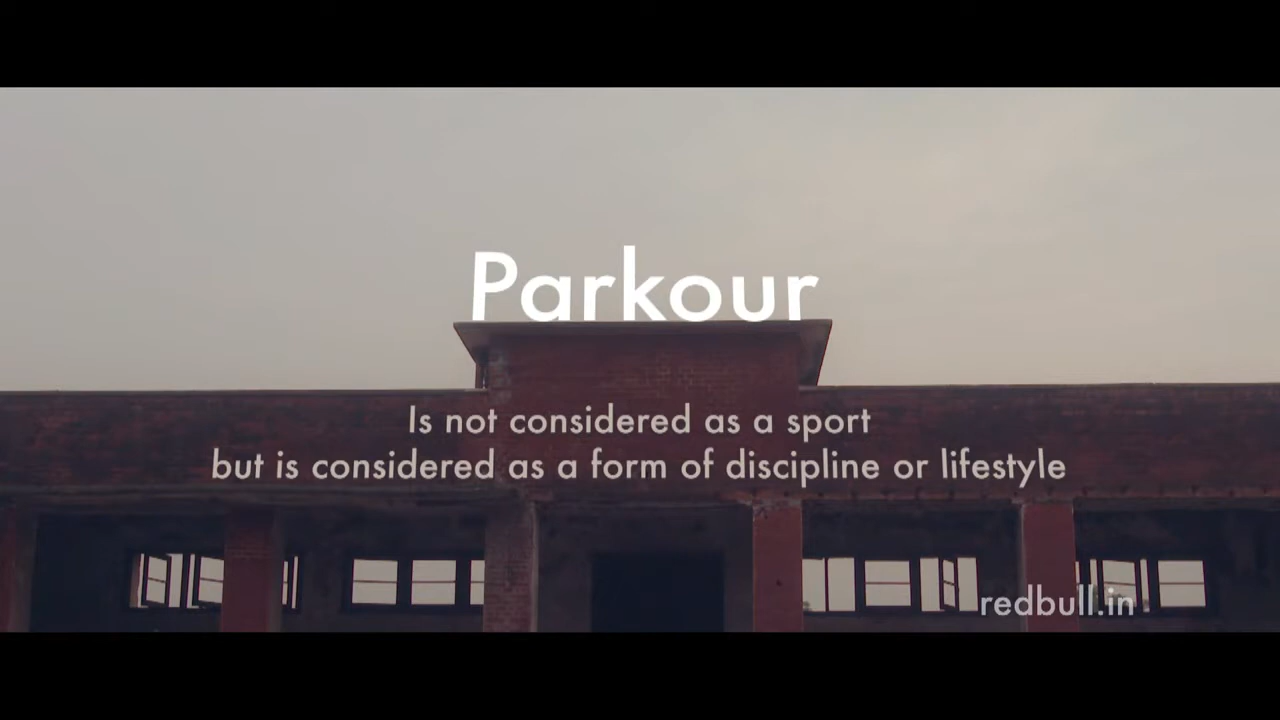 Parkour
Is not considered as a sport
but is considered as a form of discipline or lifestyle
redbull.in